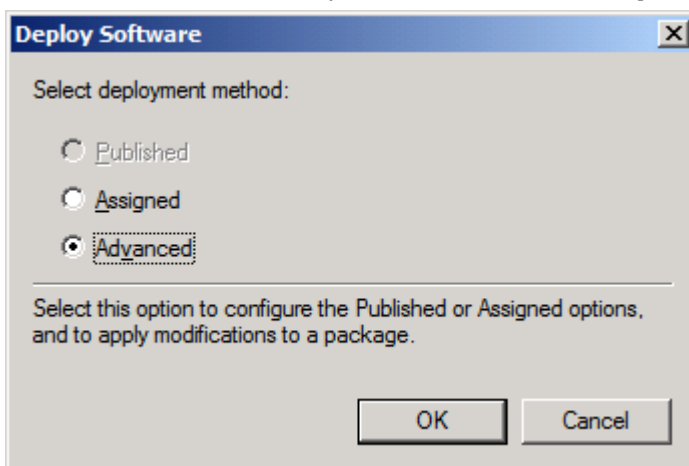 Deploy Software
Select deployment method:
Published
Assigned
Advanced
Select this option to configure the Published or Assigned options,
and to apply modifications to a package.
OK Cancel